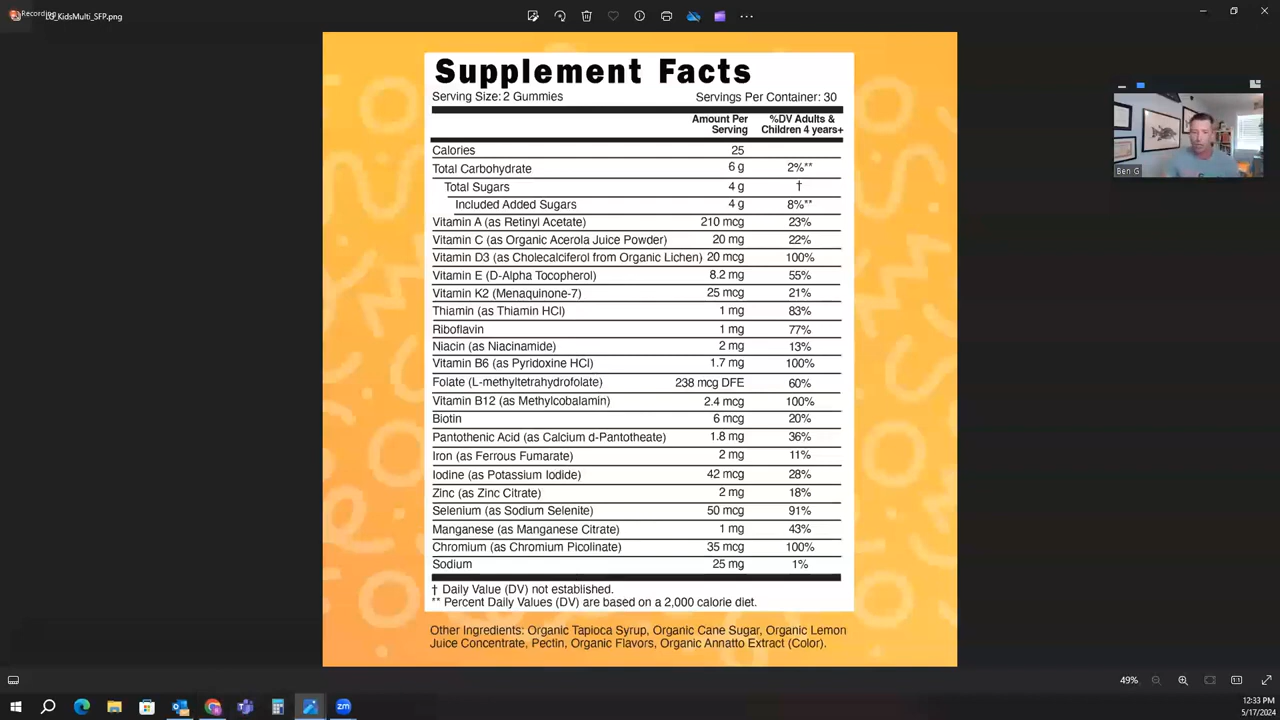 Recording
LG_KidsMulti_SFP.png
Supplement Facts
Serving Size: 2 Gummies Servings Per Container: 30
Amount Per Serving %DV Adults & Children 4 years+
Calories 25
Total Carbohydrate 6 g 2%**
Total Sugars 4 g †
Included Added Sugars 4 g 8%**
Vitamin A (as Retinyl Acetate) 210 mcg 23%
Vitamin C (as Organic Acerola Juice Powder) 20 mg 22%
Vitamin D3 (as Cholecalciferol from Organic Lichen) 20 mcg 100%
Vitamin E (D-Alpha Tocopherol) 8.2 mg 55%
Vitamin K2 (Menaquinone-7) 25 mcg 21%
Thiamin (as Thiamin HCl) 1 mg 83%
Riboflavin 1 mg 77%
Niacin (as Niacinamide) 2 mg 13%
Vitamin B6 (as Pyridoxine HCl) 1.7 mg 100%
Folate (L-methyltetrahydrofolate) 238 mcg DFE 60%
Vitamin B12 (as Methylcobalamin) 2.4 mcg 100%
Biotin 6 mcg 20%
Pantothenic Acid (as Calcium d-Pantotheate) 1.8 mg 36%
Iron (as Ferrous Fumarate) 2 mg 11%
Iodine (as Potassium Iodide) 42 mcg 28%
Zinc (as Zinc Citrate) 2 mg 18%
Selenium (as Sodium Selenite) 50 mcg 91%
Manganese (as Manganese Citrate) 1 mg 43%
Chromium (as Chromium Picolinate) 35 mcg 100%
Sodium 25 mg 1%
† Daily Value (DV) not established.
** Percent Daily Values (DV) are based on a 2,000 calorie diet.
Other Ingredients: Organic Tapioca Syrup, Organic Cane Sugar, Organic Lemon
Juice Concentrate, Pectin, Organic Flavors, Organic Annatto Extract (Color).
Ben G
49%
zm
12:33 PM
5/17/2024